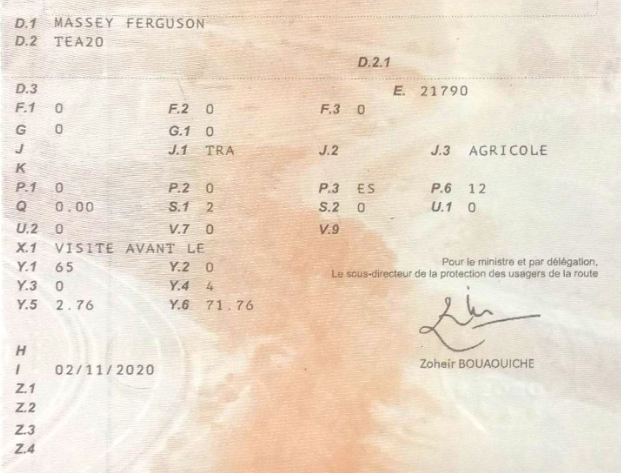 D.1 MASSEY FERGUSON
D.2 TEA20
D.2.1
D.3 E. 21790
F.1 0 F.2 0 F.3 0
G 0 G.1 0
J J.1 TRA J.2 J.3 AGRICOLE
K
P.1 0 P.2 0 P.3 ES P.6 12
Q 0.00 S.1 2 S.2 0 U.1 0
U.2 0 V.7 0 V.9
X.1 VISITE AVANT LE
Y.1 65 Y.2 0
Pour le ministre et par délégation,
Le sous-directeur de la protection des usagers de la route
Y.3 0 Y.4 4
Y.5 2.76 Y.6 71.76
H
Zoheir BOUAOUICHE
I 02/11/2020
Z.1
Z.2
Z.3
Z.4